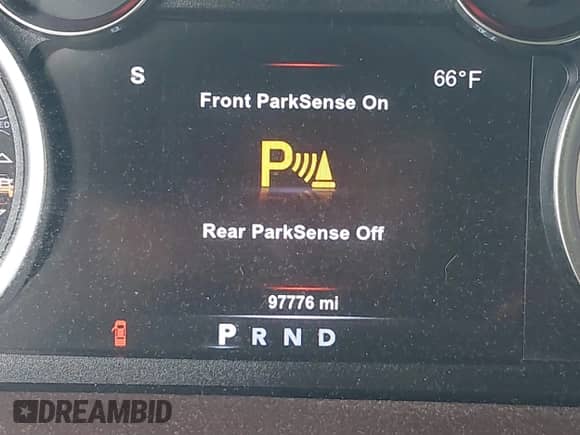 S
66°F
Front ParkSense On
P
Rear ParkSense Off
97776 mi
P R N D
DREAMBID